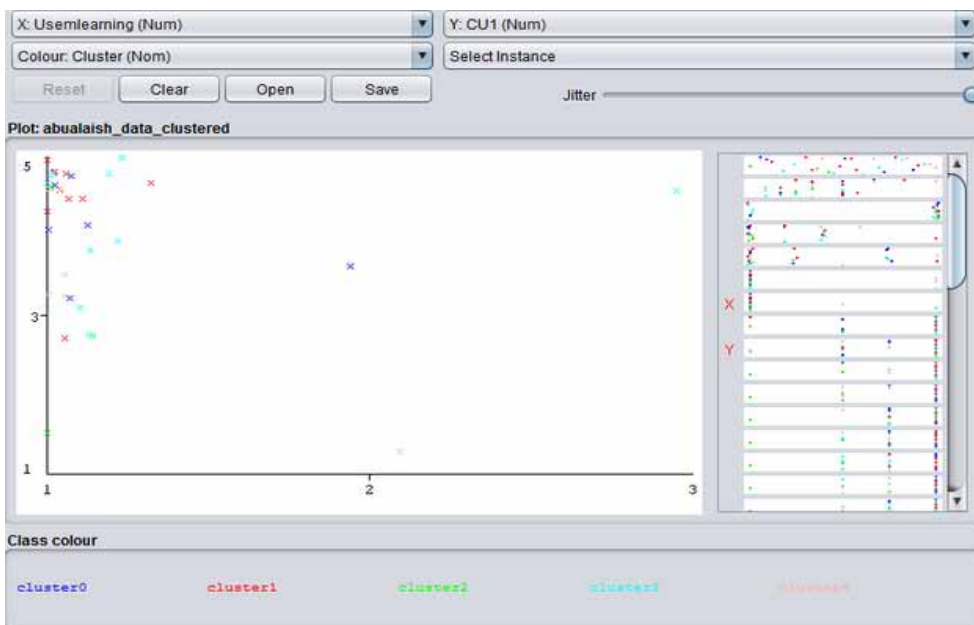 X: Usemlearning (Num)
Y: CU1 (Num)
Colour: Cluster (Nom)
Select Instance
Reset
Clear
Open
Save
Jitter
Plot: abualaish_data_clustered
5
3
1
1
2
3
X
Y
Class colour
cluster0
cluster1
cluster2
cluster3